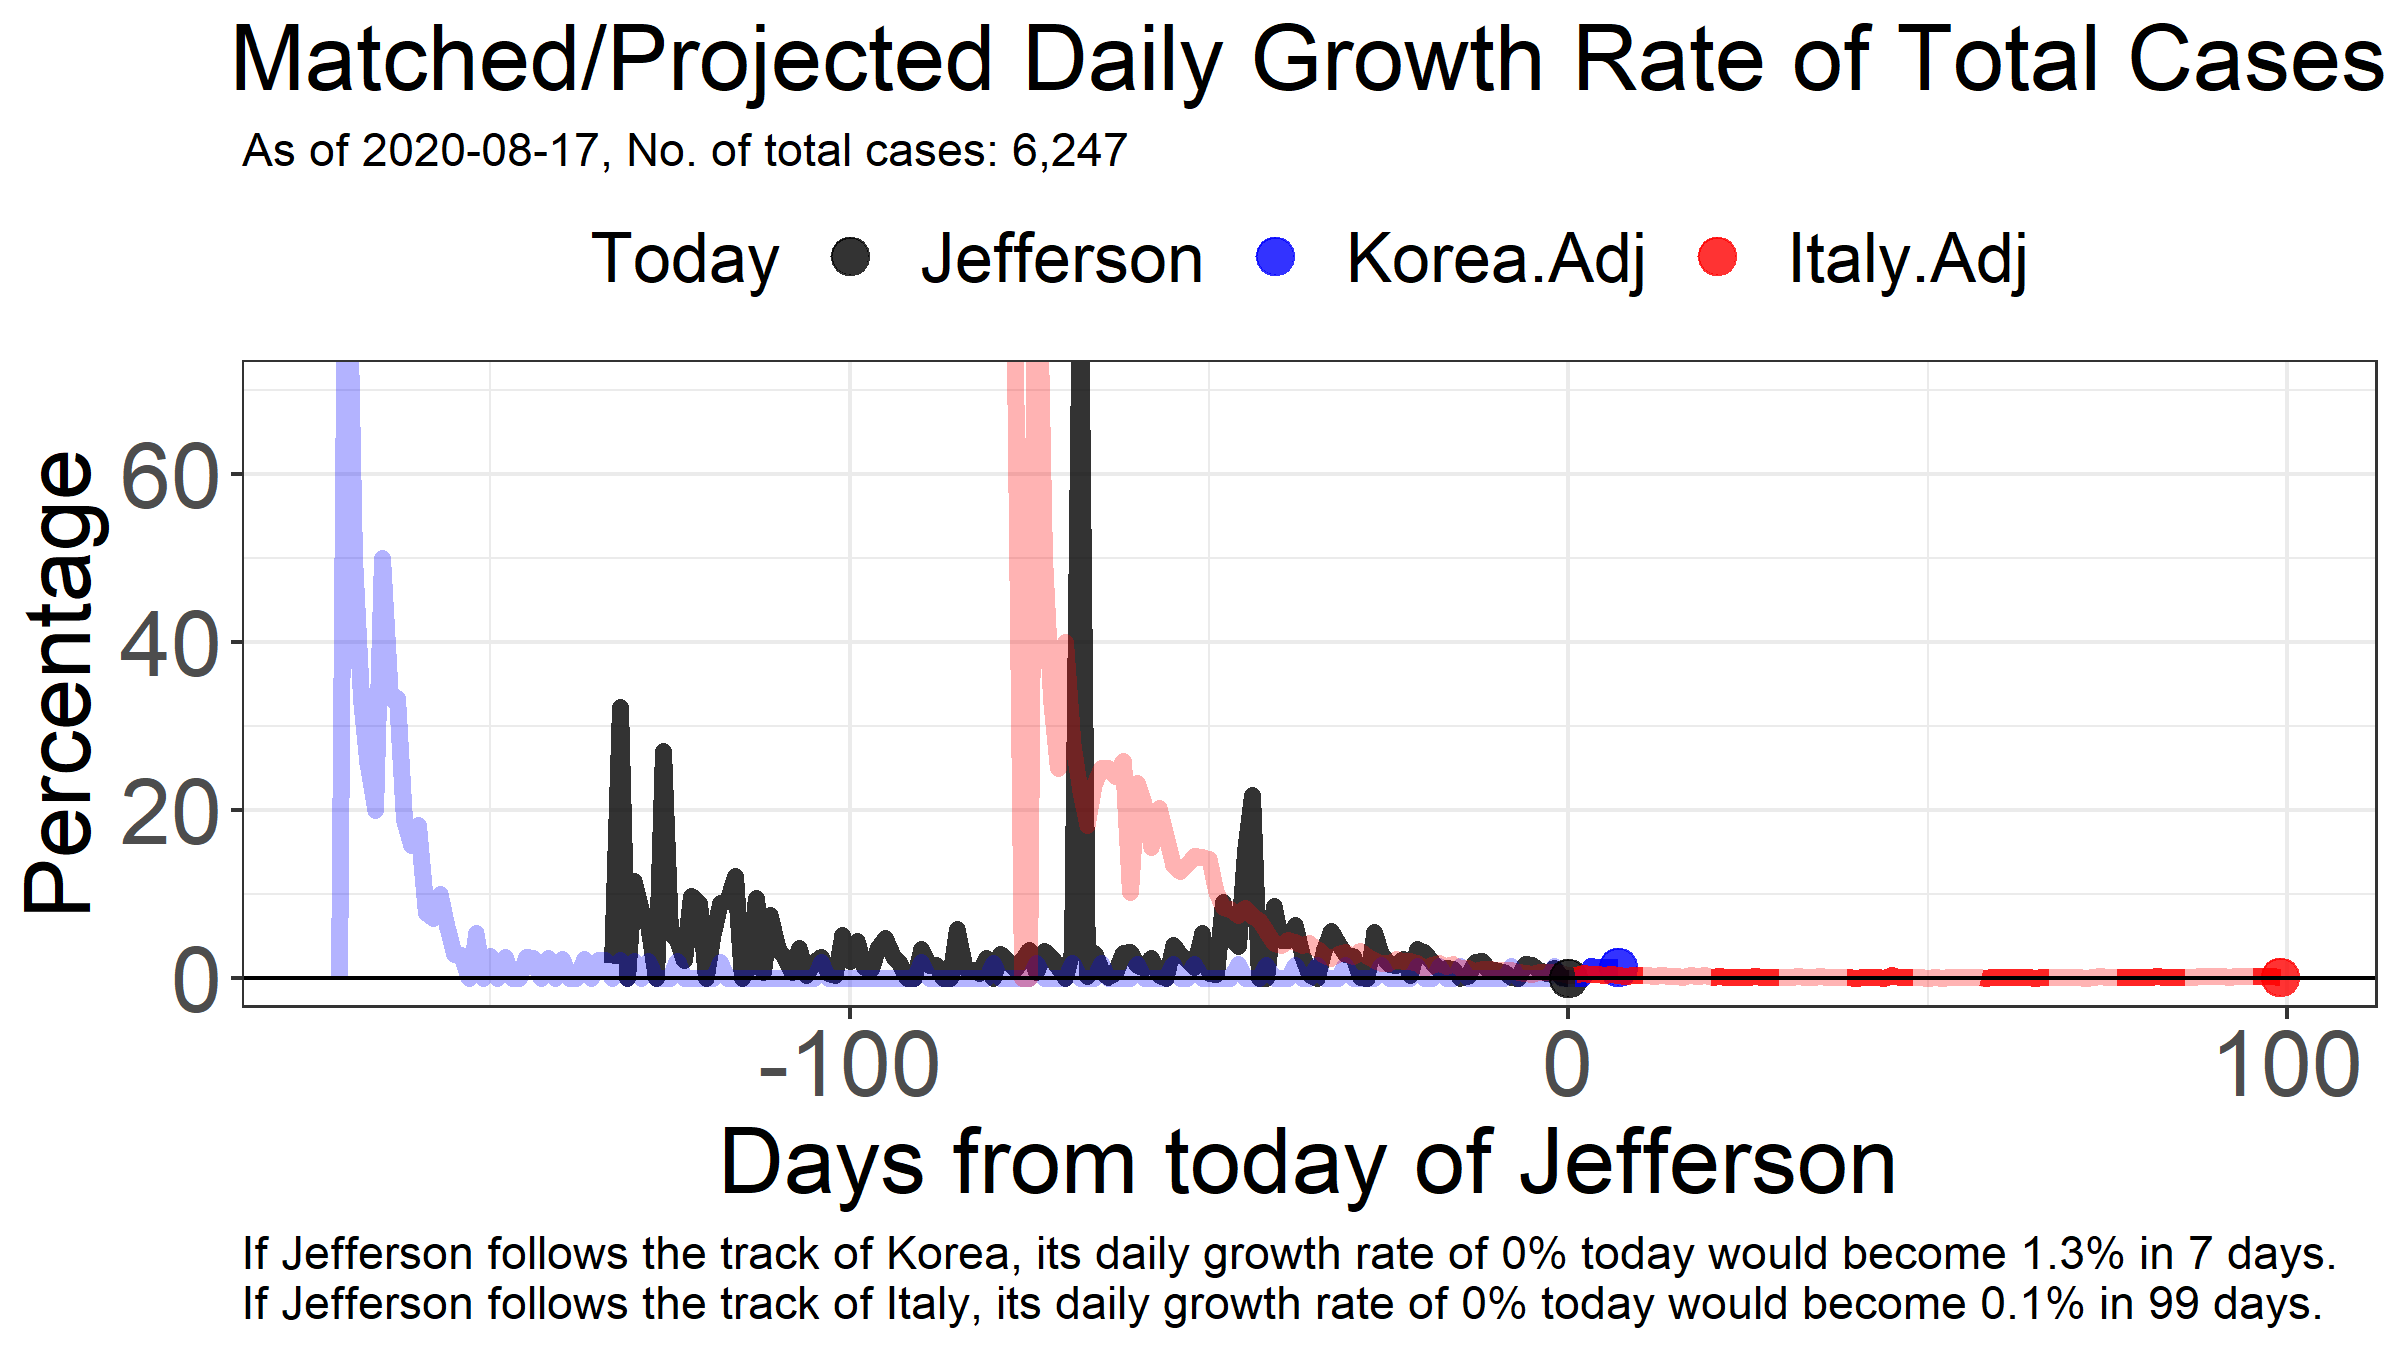 Matched/Projected Daily Growth Rate of Total Cases
As of 2020-08-17, No. of total cases: 6,247
Today Jefferson Korea.Adj Italy.Adj
Percentage
60
40
20
0
-100 0 100
Days from today of Jefferson
If Jefferson follows the track of Korea, its daily growth rate of 0% today would become 1.3% in 7 days.
If Jefferson follows the track of Italy, its daily growth rate of 0% today would become 0.1% in 99 days.